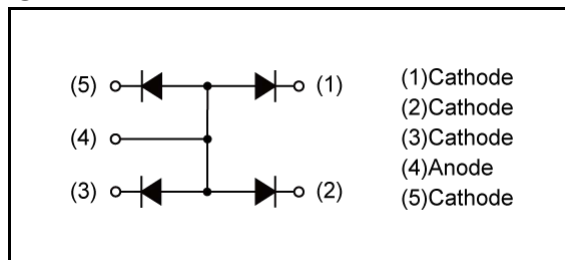 (5) (1)
(4)
(3) (2)
(1)Cathode
(2)Cathode
(3)Cathode
(4)Anode
(5)Cathode